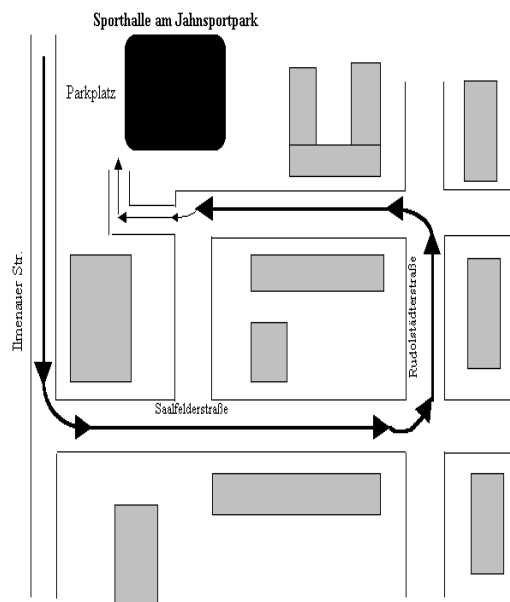 Sporthalle am Jahnsportpark
Parkplatz
Ilmenauer Str.
Rudolstädterstraße
Saalfelderstraße